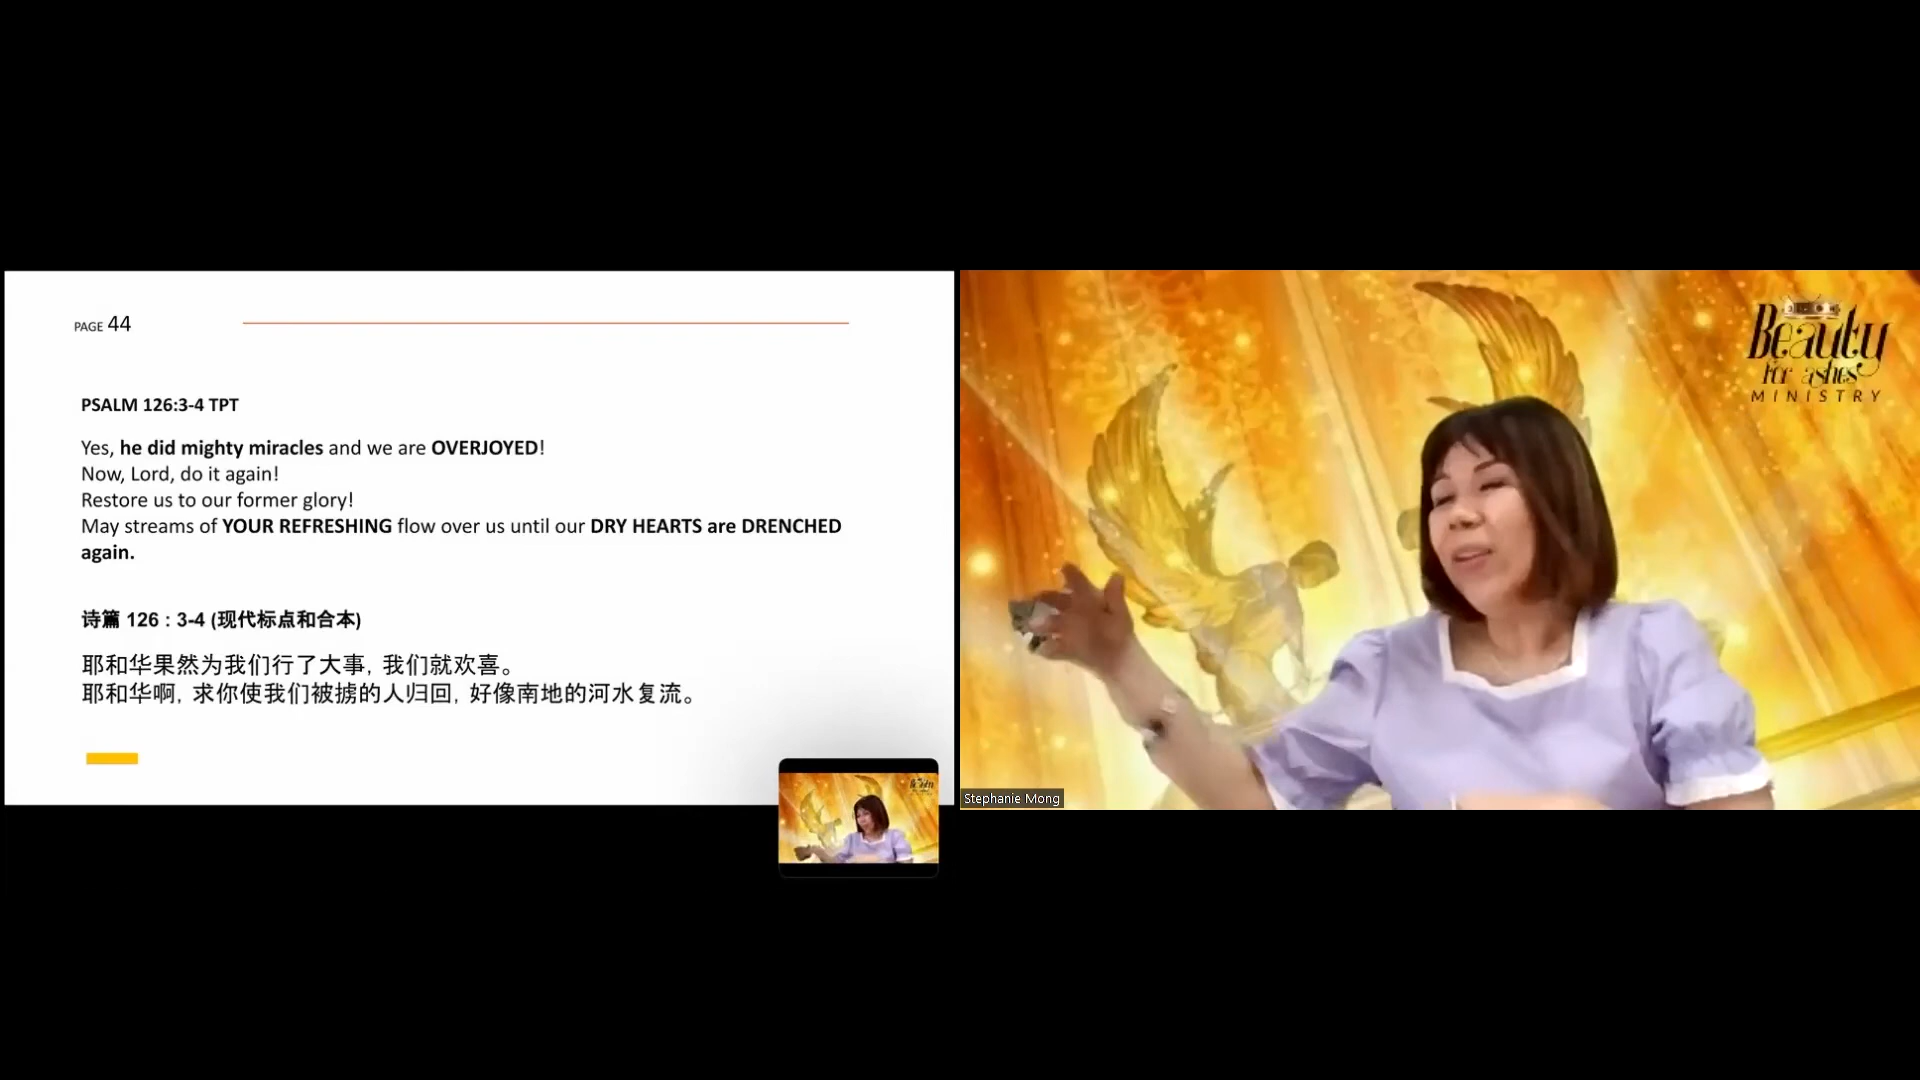 PAGE 44
PSALM 126:3-4 TPT
Yes, he did mighty miracles and we are OVERJOYED!
Now, Lord, do it again!
Restore us to our former glory!
May streams of YOUR REFRESHING flow over us until our DRY HEARTS are DRENCHED
again.
诗篇 126 : 3-4 (现代标点和合本)
耶和华果然为我们行了大事, 我们就欢喜。
耶和华啊, 求你使我们被掳的人归回, 好像南地的河水复流。
Beauty
for ashes
MINISTRY
Stephanie Mong